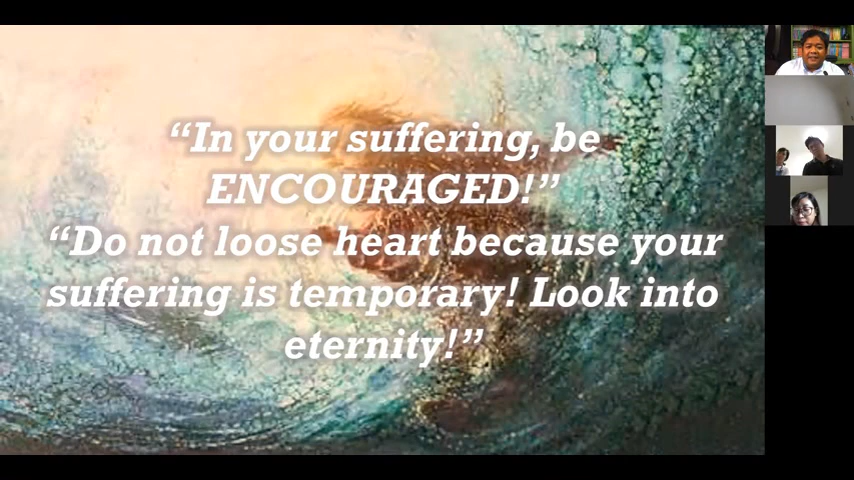 “In your suffering, be
ENCOURAGED!”
“Do not loose heart because your
suffering is temporary! Look into
eternity!”